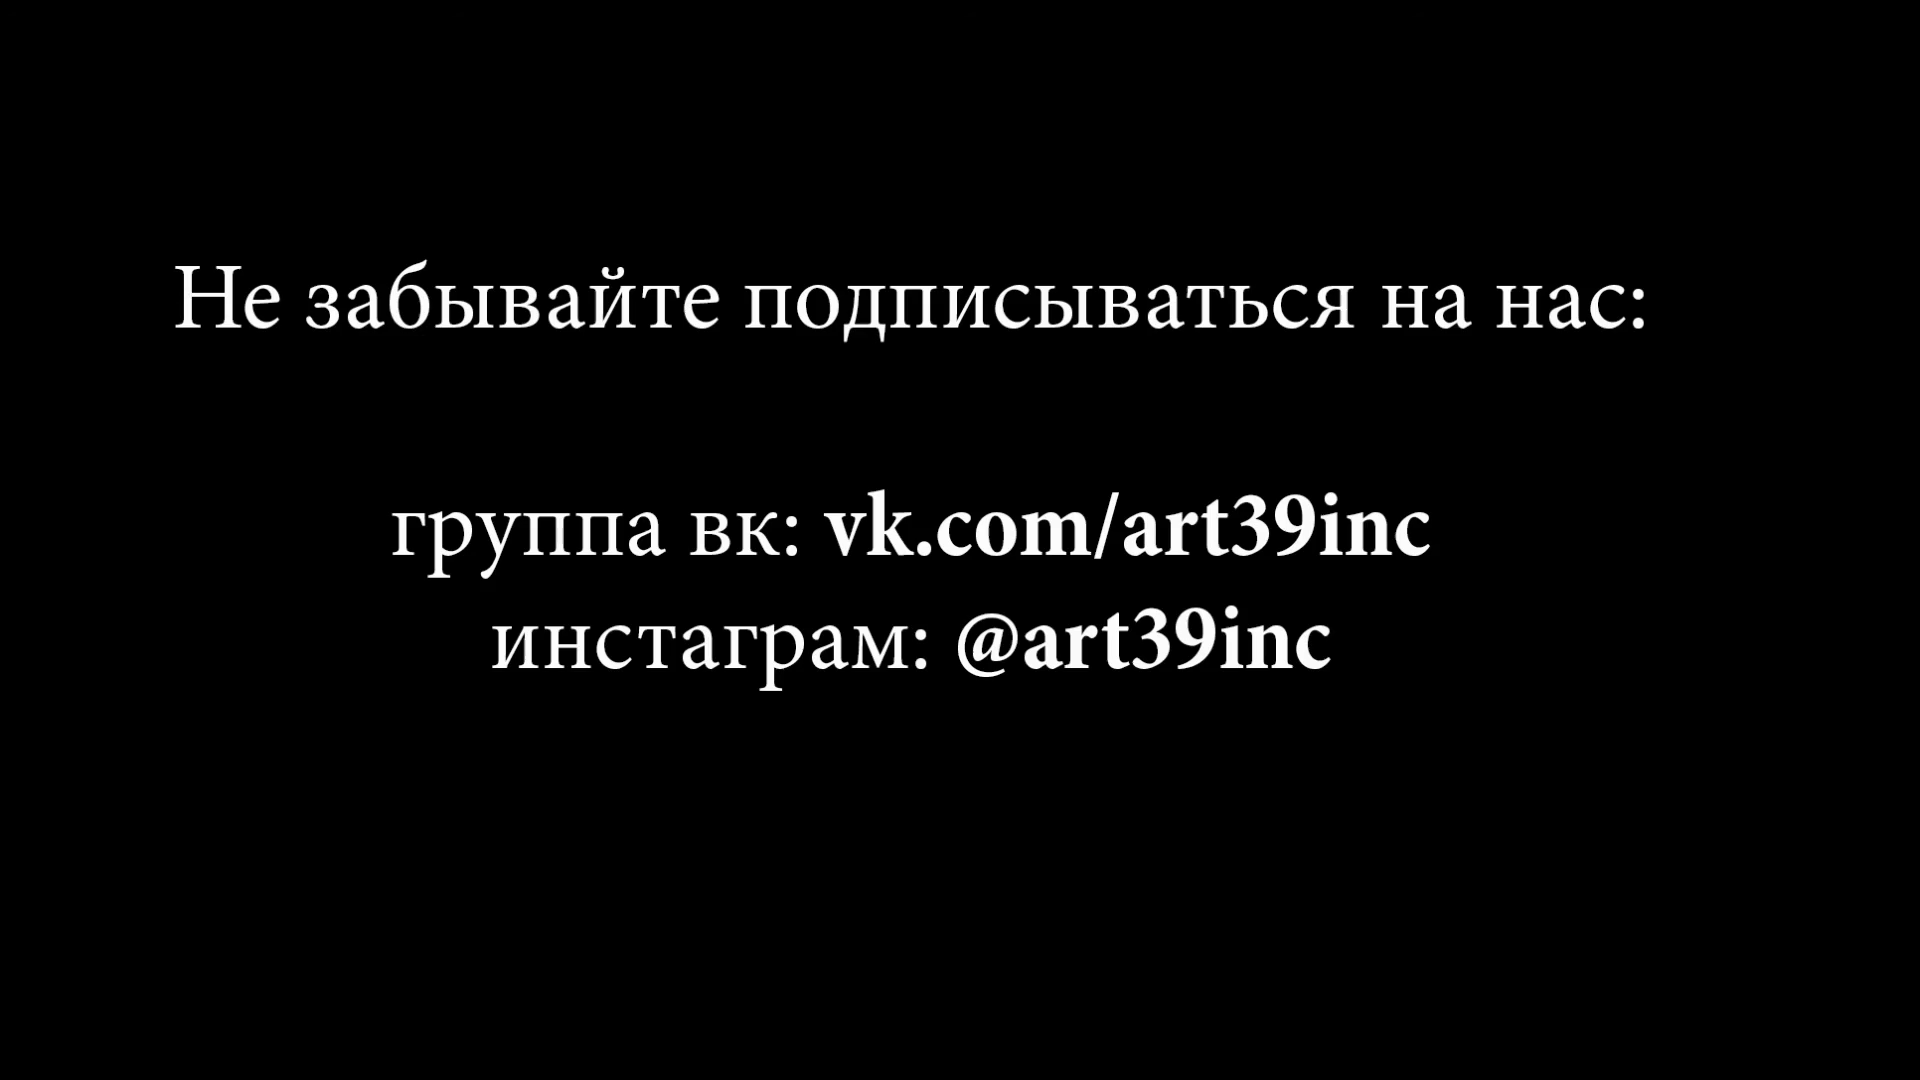 Не забывайте подписываться на нас:
группа вк: vk.com/art39inc
инстаграм: @art39inc